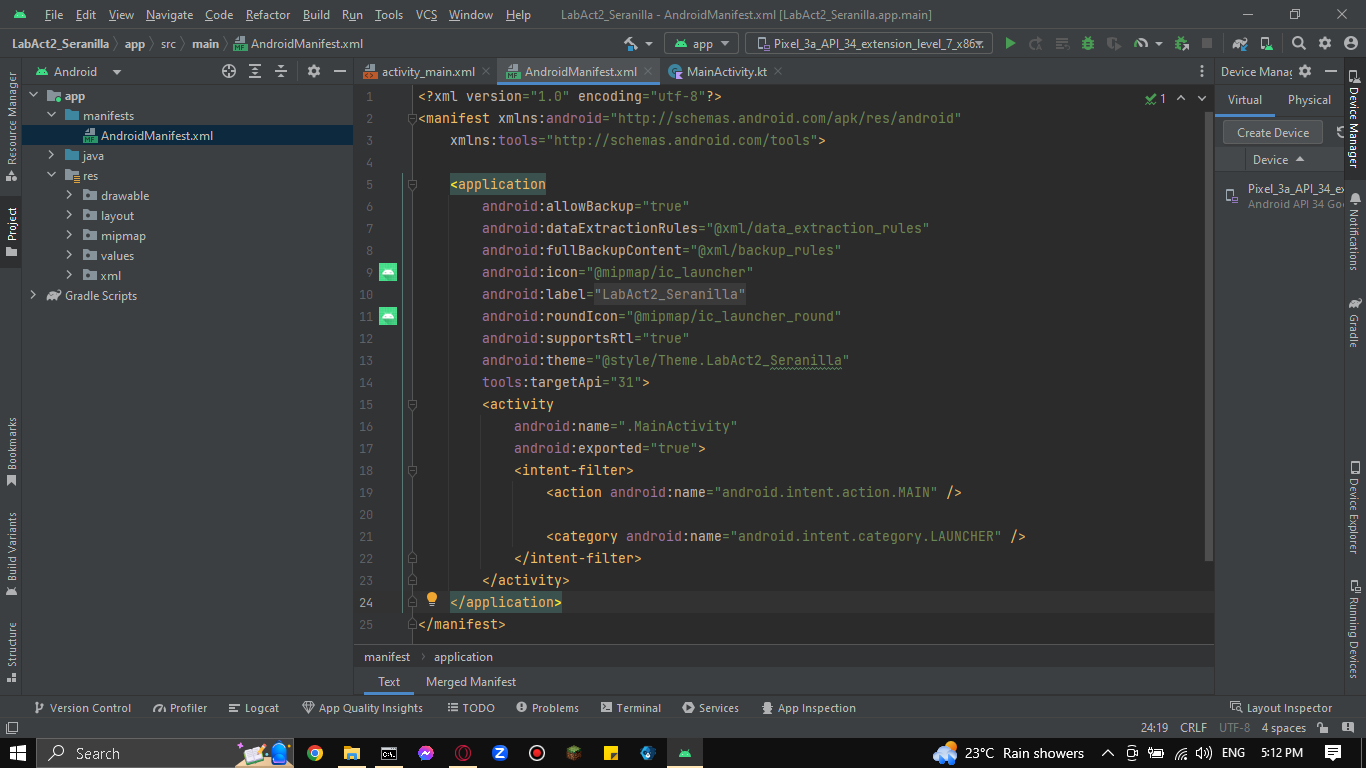 File Edit View Navigate Code Refactor Build Run Tools VCS Window Help LabAct2_Seranilla - AndroidManifest.xml [LabAct2_Seranilla.app.main]
LabAct2_Seranilla app src main AndroidManifest.xml app Pixel_3a_API_34_extension_level_7_x86
Android activity_main.xml AndroidManifest.xml MainActivity.kt Device Manag
Virtual Physical
Create Device
Device
Pixel_3a_API_34_e
Android API 34 Goo
Resource Manager
Project
Bookmarks
Build Variants
Structure
app
manifests
AndroidManifest.xml
java
res
drawable
layout
mipmap
values
xml
Gradle Scripts
1 <?xml version="1.0" encoding="utf-8"?> 1
2 <manifest xmlns:android="http://schemas.android.com/apk/res/android"
3 xmlns:tools="http://schemas.android.com/tools">
4
5 <application
6 android:allowBackup="true"
7 android:dataExtractionRules="@xml/data_extraction_rules"
8 android:fullBackupContent="@xml/backup_rules"
9 android:icon="@mipmap/ic_launcher"
10 android:label="LabAct2_Seranilla"
11 android:roundIcon="@mipmap/ic_launcher_round"
12 android:supportsRtl="true"
13 android:theme="@style/Theme.LabAct2_Seranilla"
14 tools:targetApi="31">
15 <activity
16 android:name=".MainActivity"
17 android:exported="true">
18 <intent-filter>
19 <action android:name="android.intent.action.MAIN" />
20
21 <category android:name="android.intent.category.LAUNCHER" />
22 </intent-filter>
23 </activity>
24 </application>
25 </manifest>
manifest application
Text Merged Manifest
Device Manager
Notifications
Gradle
Device Explorer
Running Devices
Version Control Profiler Logcat App Quality Insights TODO Problems Terminal Services App Inspection Layout Inspector
24:19 CRLF UTF-8 4 spaces
Search 23°C Rain showers ENG 5:12 PM